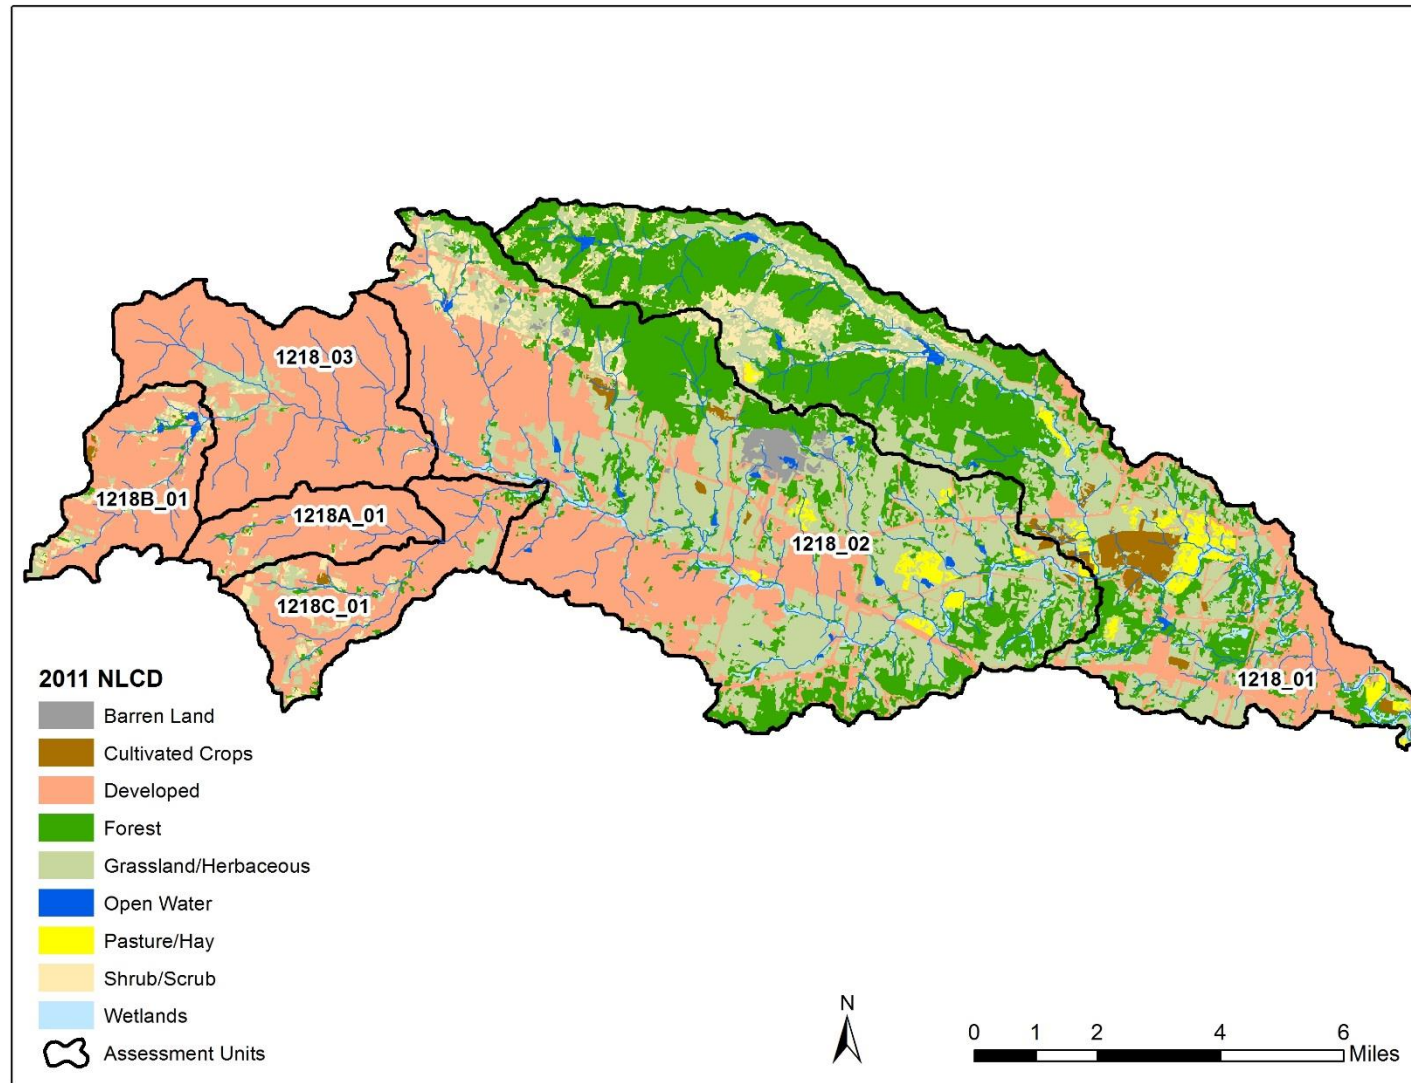 1218_03
1218B_01
1218A_01
1218_02
1218C_01
1218_01
2011 NLCD
Barren Land
Cultivated Crops
Developed
Forest
Grassland/Herbaceous
Open Water
Pasture/Hay
Shrub/Scrub
Wetlands
Assessment Units
N
0 1 2 4 6
Miles